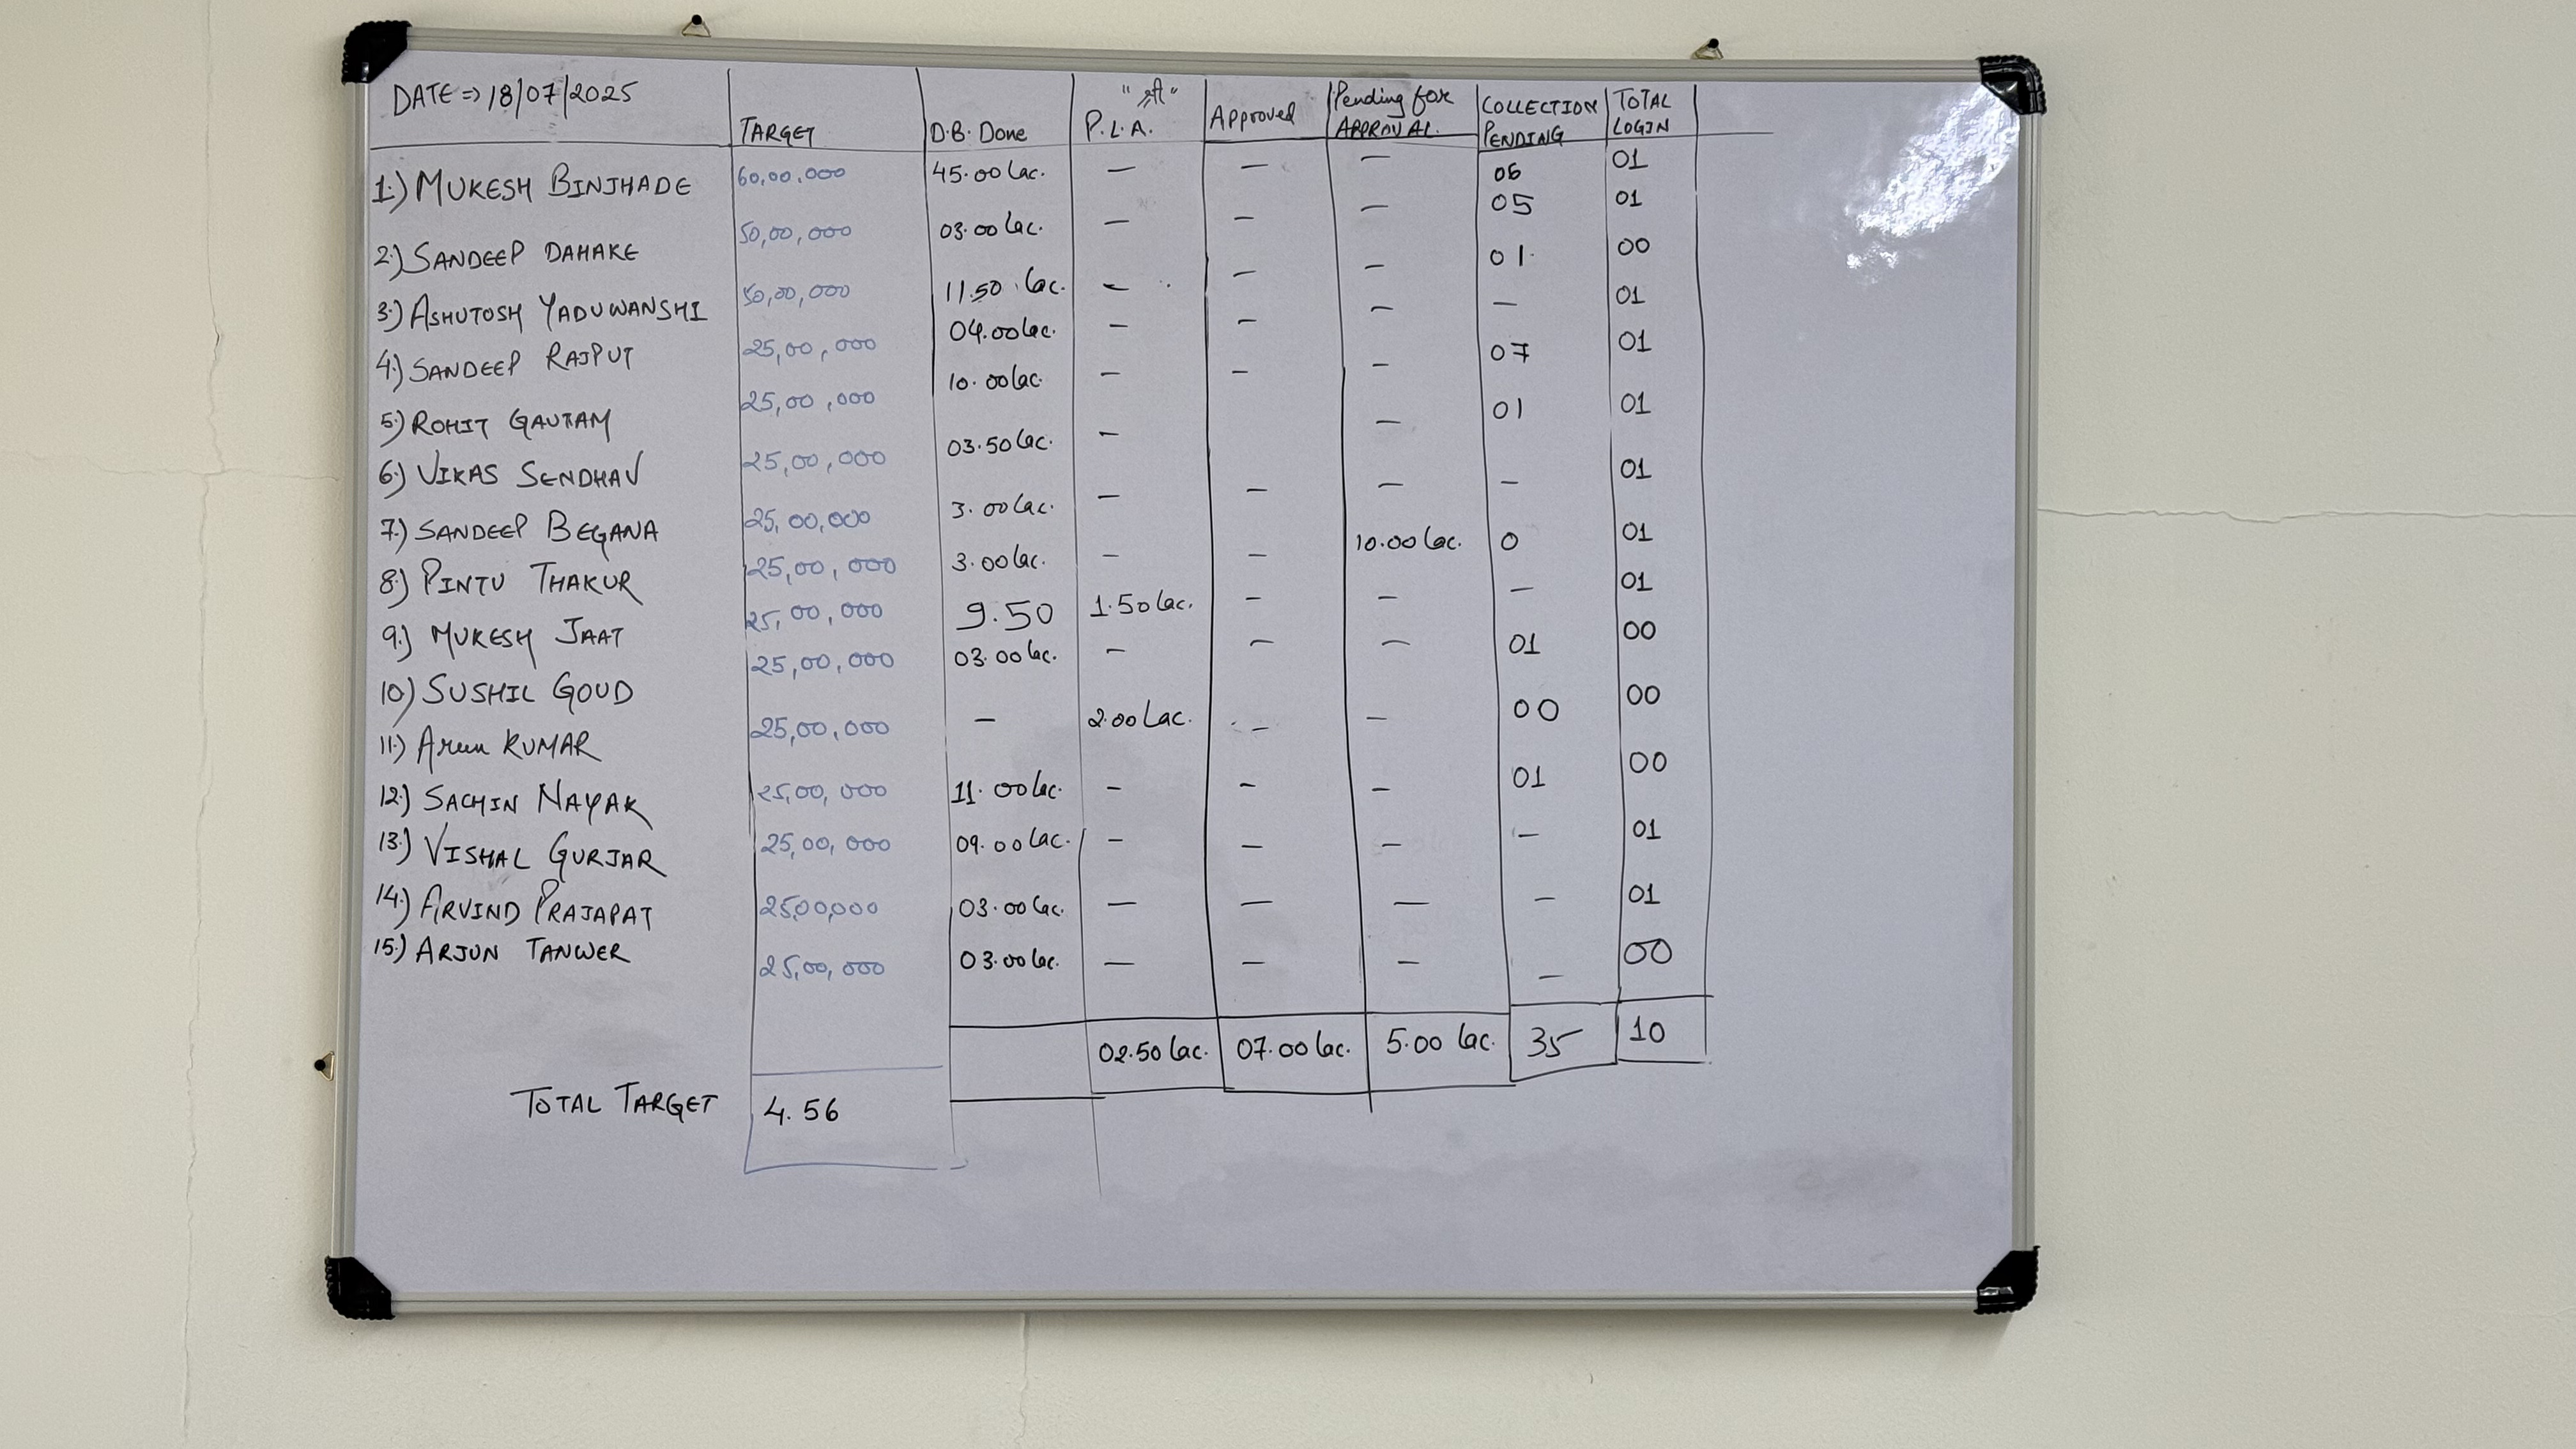 DATE => 18/07/2025 TARGET D.B. Done P.L.A. Approved Pending for APPROVAL. COLLECTION PENDING TOTAL LOGIN
1.) MUKESH BINJHADE 60,00,000 45.00 lac. — — — 06 01
2.) SANDEEP DAHAKE 50,00,000 03.00 lac. — — — 05 01
3.) ASHUTOSH YADUWANSHI 50,00,000 11.50 lac. — — — 01 00
4.) SANDEEP RAJPUT 25,00,000 04.00 lac. — — — — 01
5.) ROHIT GAUTAM 25,00,000 10.00 lac. — — — 07 01
6.) VIKAS SENDHAV 25,00,000 03.50 lac. — — 01 01
7.) SANDEEP BEGANA 25,00,000 3.00 lac. — — — — 01
8.) PINTU THAKUR 25,00,000 3.00 lac. — — 10.00 lac. 0 01
9.) MUKESH JAAT 25,00,000 9.50 1.50 lac. — — — 01
10) SUSHIL GOUD 25,00,000 03.00 lac. — — — 01 00
11.) Arun KUMAR 25,00,000 — 2.00 Lac. — — 00 00
12.) SACHIN NAYAK 25,00,000 11.00 lac. — — — 01 00
13.) VISHAL GURJAR 25,00,000 09.00 lac. — — — — 01
14.) ARVIND PRAJAPAT 25,00,000 03.00 lac. — — — — 01
15.) ARJUN TANWER 25,00,000 03.00 lac. — — — — 00
02.50 lac. 07.00 lac. 5.00 lac. 35 10
TOTAL TARGET 4.56